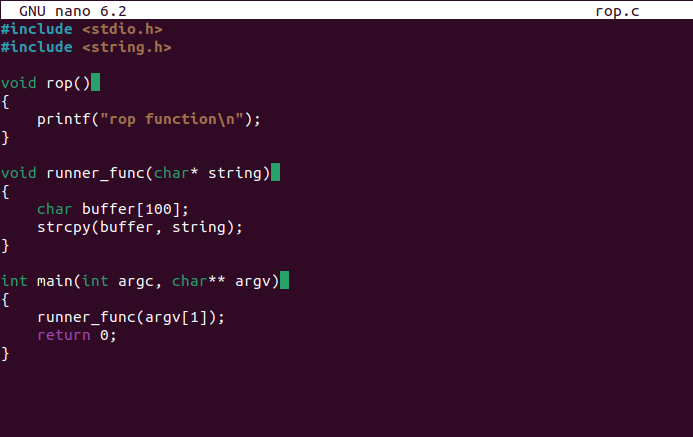 GNU nano 6.2 rop.c
#include <stdio.h>
#include <string.h>
void rop()
{
    printf("rop function\n");
}
void runner_func(char* string)
{
    char buffer[100];
    strcpy(buffer, string);
}
int main(int argc, char** argv)
{
    runner_func(argv[1]);
    return 0;
}